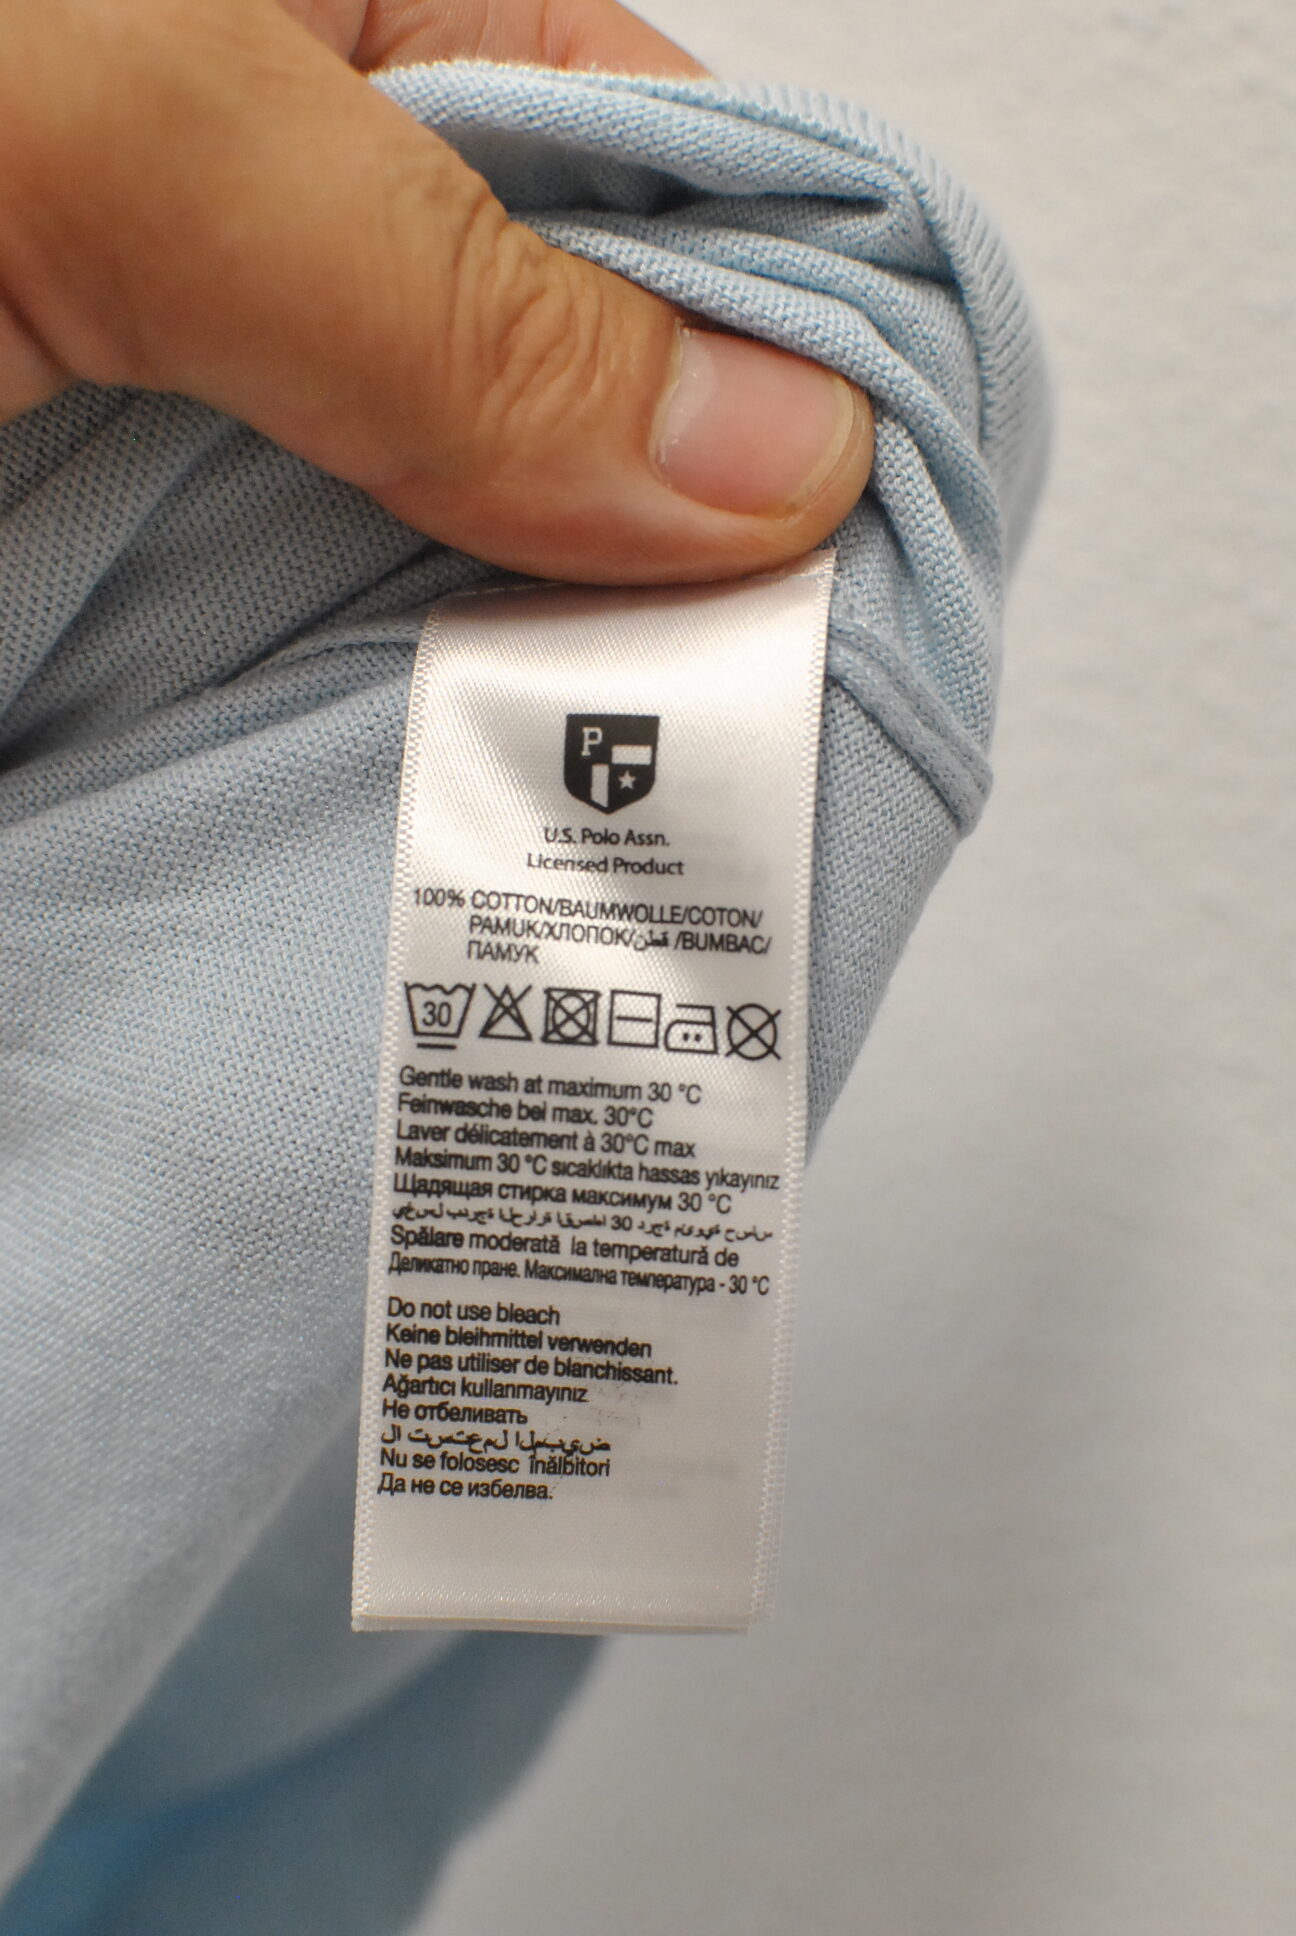 P
U.S. Polo Assn.
Licensed Product
100% COTTON/BAUMWOLLE/COTON/
PAMUK/ХЛОПОК/قطن /BUMBAC/
ПАМУК
30
Gentle wash at maximum 30 °C
Feinwasche bei max. 30°C
Laver délicatement à 30°C max
Maksimum 30 °C sıcaklıkta hassas yıkayınız
Щадящая стирка максимум 30 °C
30
Spălare moderată la temperatură de
Деликатно пране. Максимална температура - 30 °C
Do not use bleach
Keine bleihmittel verwenden
Ne pas utiliser de blanchissant.
Ağartıcı kullanmayınız
Не отбеливать
ض ي ب م ل ا ل م ع ت س ت ال
Nu se folosesc înălbitori
Да не се избелва.